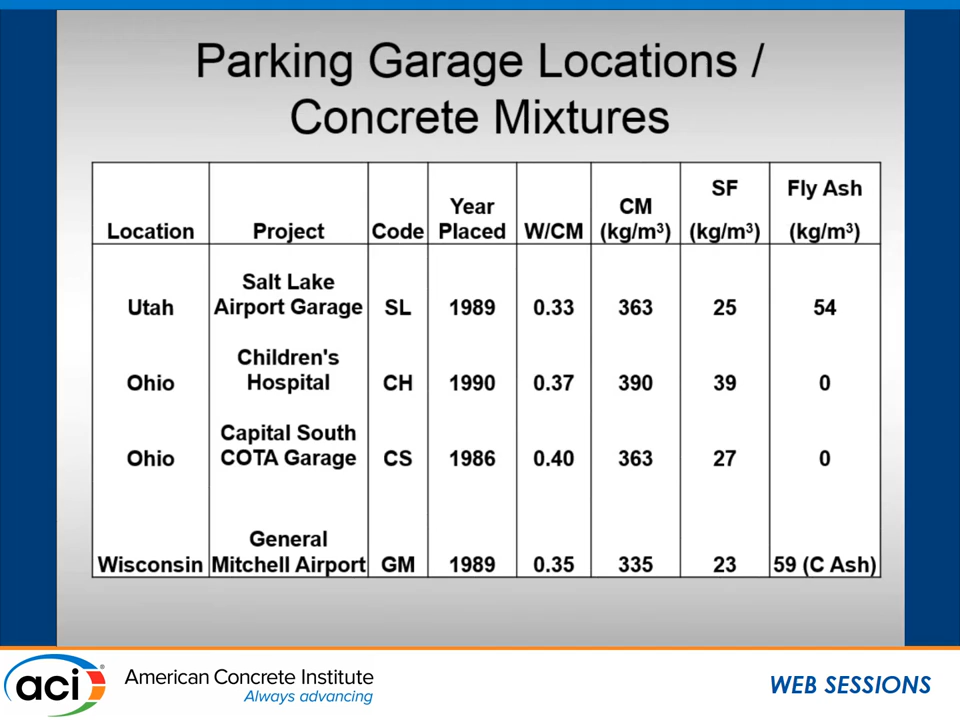 Parking Garage Locations /
Concrete Mixtures
Location Project Code Year Placed W/CM CM (kg/m³) SF (kg/m³) Fly Ash (kg/m³)
Utah Salt Lake Airport Garage SL 1989 0.33 363 25 54
Ohio Children's Hospital CH 1990 0.37 390 39 0
Ohio Capital South COTA Garage CS 1986 0.40 363 27 0
Wisconsin General Mitchell Airport GM 1989 0.35 335 23 59 (C Ash)
aci® American Concrete Institute
Always advancing
WEB SESSIONS